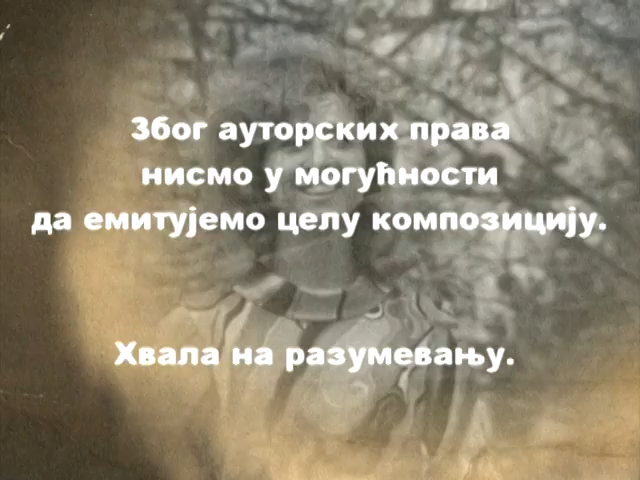 Због ауторских права
нисмо у могућности
да емитујемо целу композицију.
Хвала на разумевању.